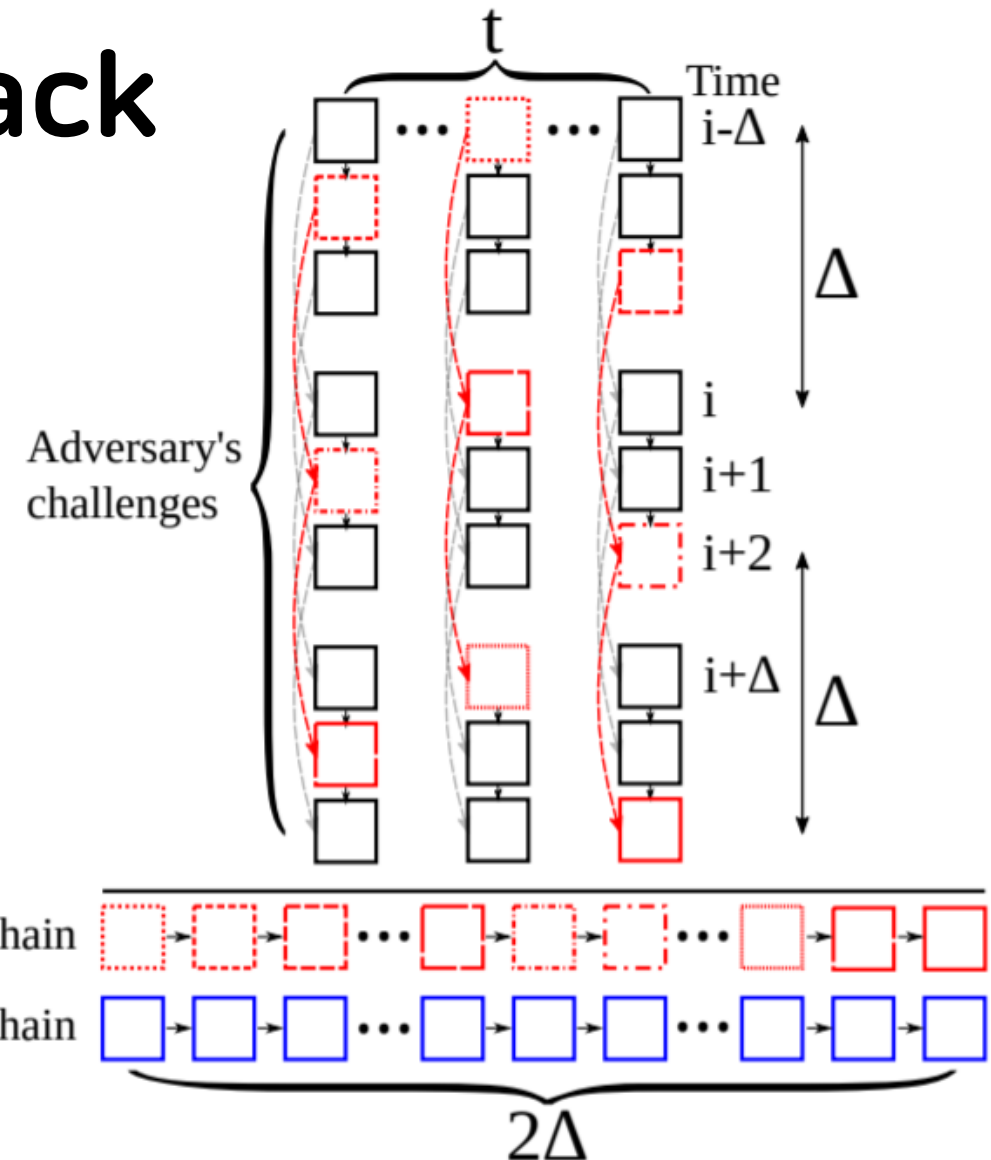 ack
t
Time
i-Δ
Δ
i
Adversary's
challenges
i+1
i+2
i+Δ
Δ
hain
hain
2Δ